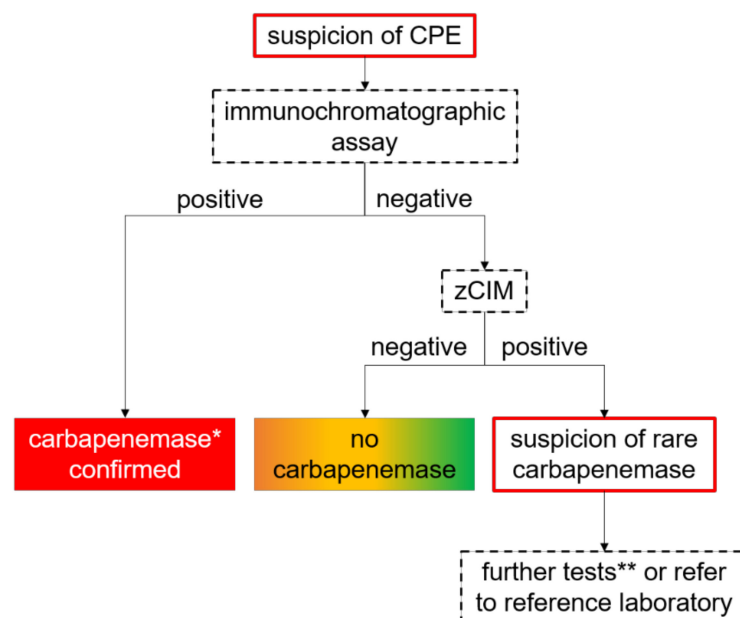 suspicion of CPE
immunochromatographic
assay
positive
negative
zCIM
negative
positive
carbapenemase*
confirmed
no
carbapenemase
suspicion of rare
carbapenemase
further tests** or refer
to reference laboratory